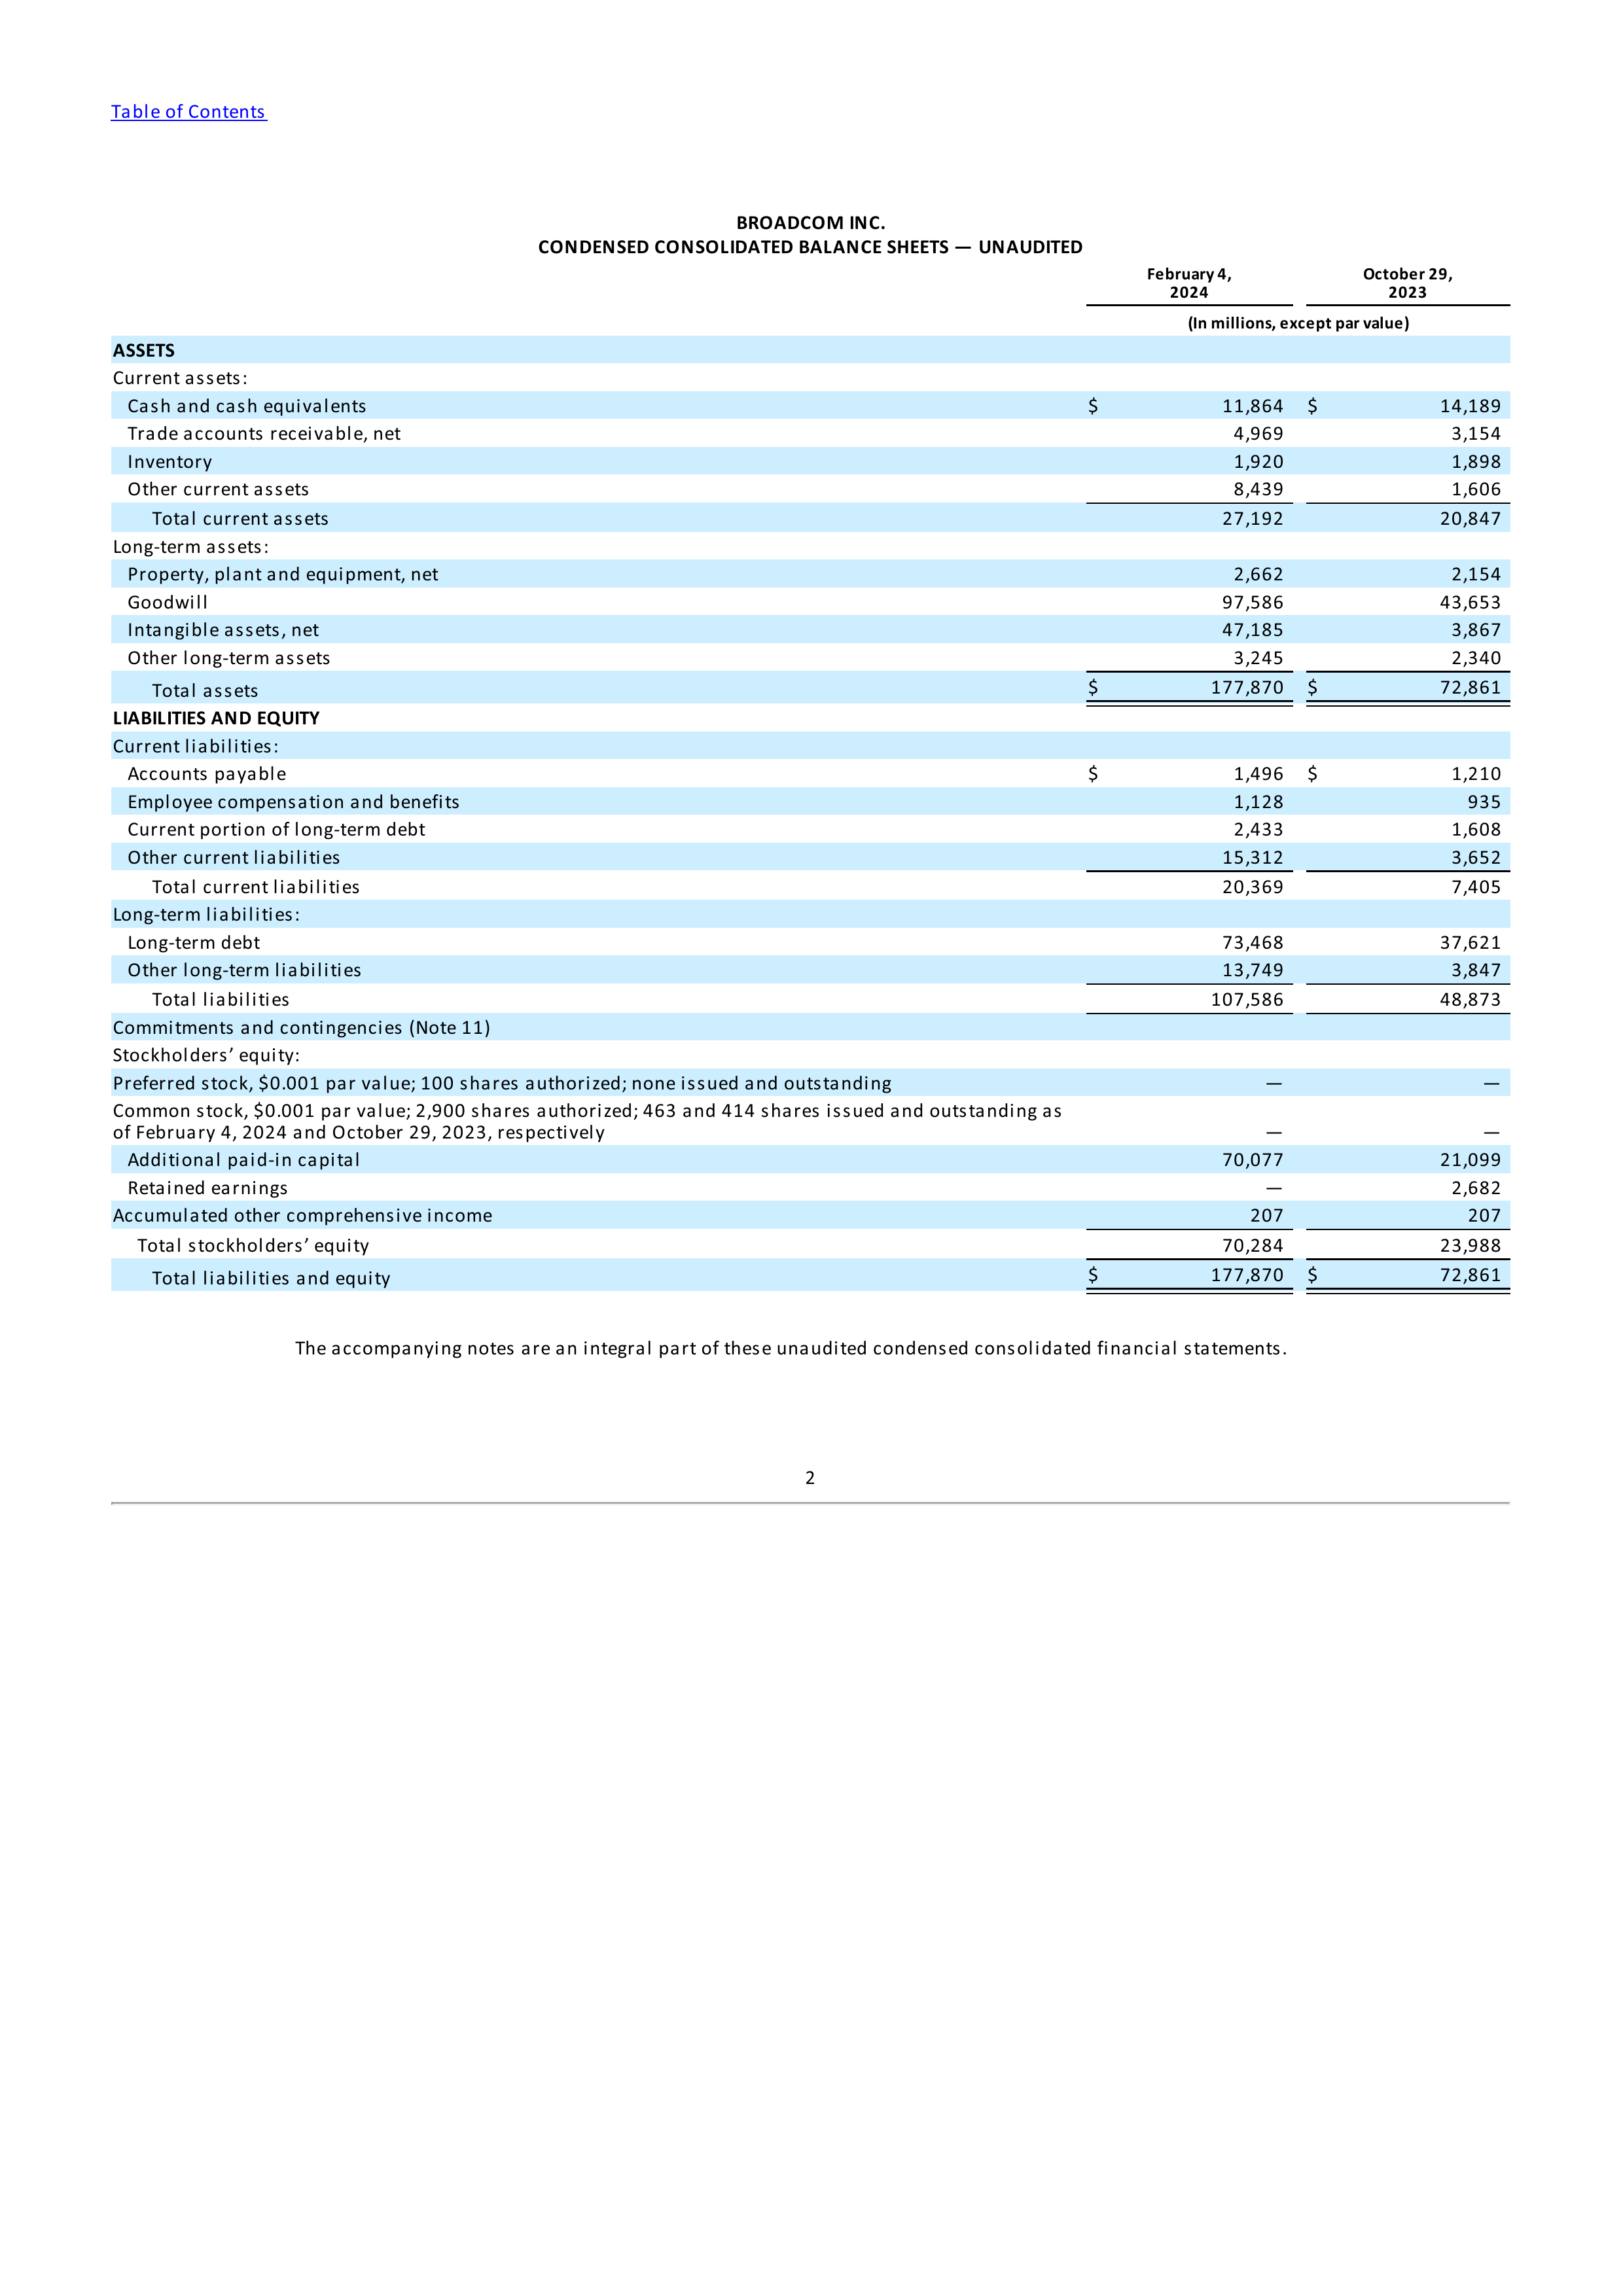 Table of Contents
BROADCOM INC.
CONDENSED CONSOLIDATED BALANCE SHEETS — UNAUDITED
February 4, 2024 October 29, 2023
(In millions, except par value)
ASSETS
Current assets:
Cash and cash equivalents $ 11,864 $ 14,189
Trade accounts receivable, net 4,969 3,154
Inventory 1,920 1,898
Other current assets 8,439 1,606
Total current assets 27,192 20,847
Long-term assets:
Property, plant and equipment, net 2,662 2,154
Goodwill 97,586 43,653
Intangible assets, net 47,185 3,867
Other long-term assets 3,245 2,340
Total assets $ 177,870 $ 72,861
LIABILITIES AND EQUITY
Current liabilities:
Accounts payable $ 1,496 $ 1,210
Employee compensation and benefits 1,128 935
Current portion of long-term debt 2,433 1,608
Other current liabilities 15,312 3,652
Total current liabilities 20,369 7,405
Long-term liabilities:
Long-term debt 73,468 37,621
Other long-term liabilities 13,749 3,847
Total liabilities 107,586 48,873
Commitments and contingencies (Note 11)
Stockholders’ equity:
Preferred stock, $0.001 par value; 100 shares authorized; none issued and outstanding — —
Common stock, $0.001 par value; 2,900 shares authorized; 463 and 414 shares issued and outstanding as
of February 4, 2024 and October 29, 2023, respectively — —
Additional paid-in capital 70,077 21,099
Retained earnings — 2,682
Accumulated other comprehensive income 207 207
Total stockholders’ equity 70,284 23,988
Total liabilities and equity $ 177,870 $ 72,861
The accompanying notes are an integral part of these unaudited condensed consolidated financial statements.
2